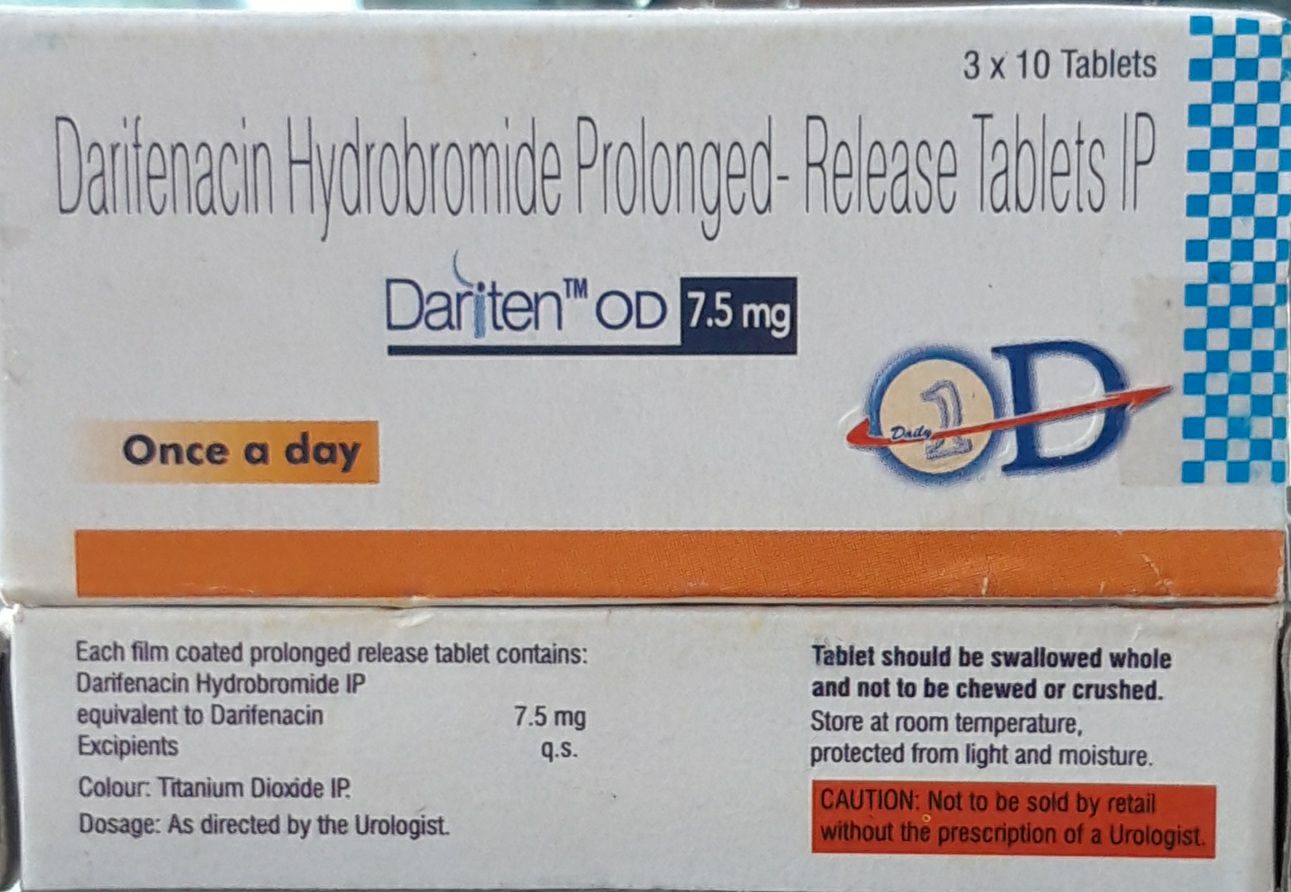 3 x 10 Tablets
Darifenacin Hydrobromide Prolonged- Release Tablets IP
Dariten™ OD 7.5 mg
1 Daily OD
Once a day
Each film coated prolonged release tablet contains:
Darifenacin Hydrobromide IP
equivalent to Darifenacin 7.5 mg
Excipients q.s.
Colour: Titanium Dioxide IP.
Dosage: As directed by the Urologist.
Tablet should be swallowed whole
and not to be chewed or crushed.
Store at room temperature,
protected from light and moisture.
CAUTION: Not to be sold by retail
without the prescription of a Urologist.